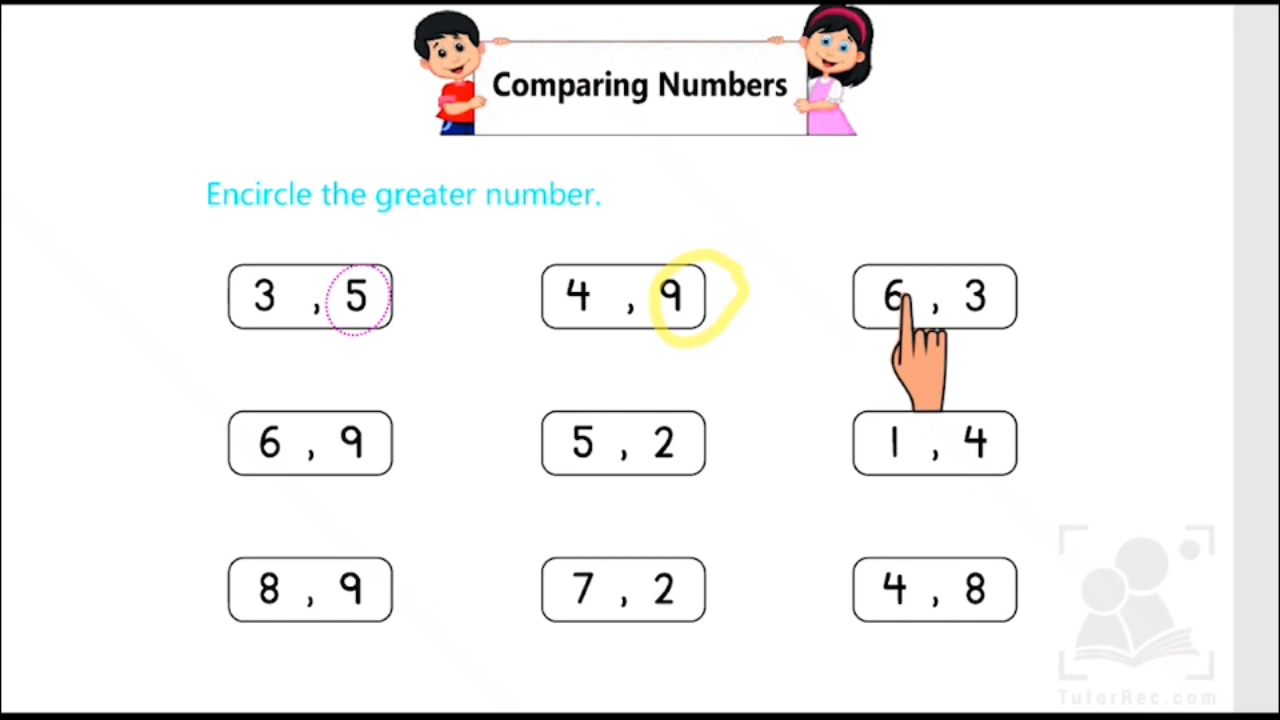 Comparing Numbers
Encircle the greater number.
3 , 5
4 , 9
6 , 3
6 , 9
5 , 2
1 , 4
8 , 9
7 , 2
4 , 8
TutorRec.com